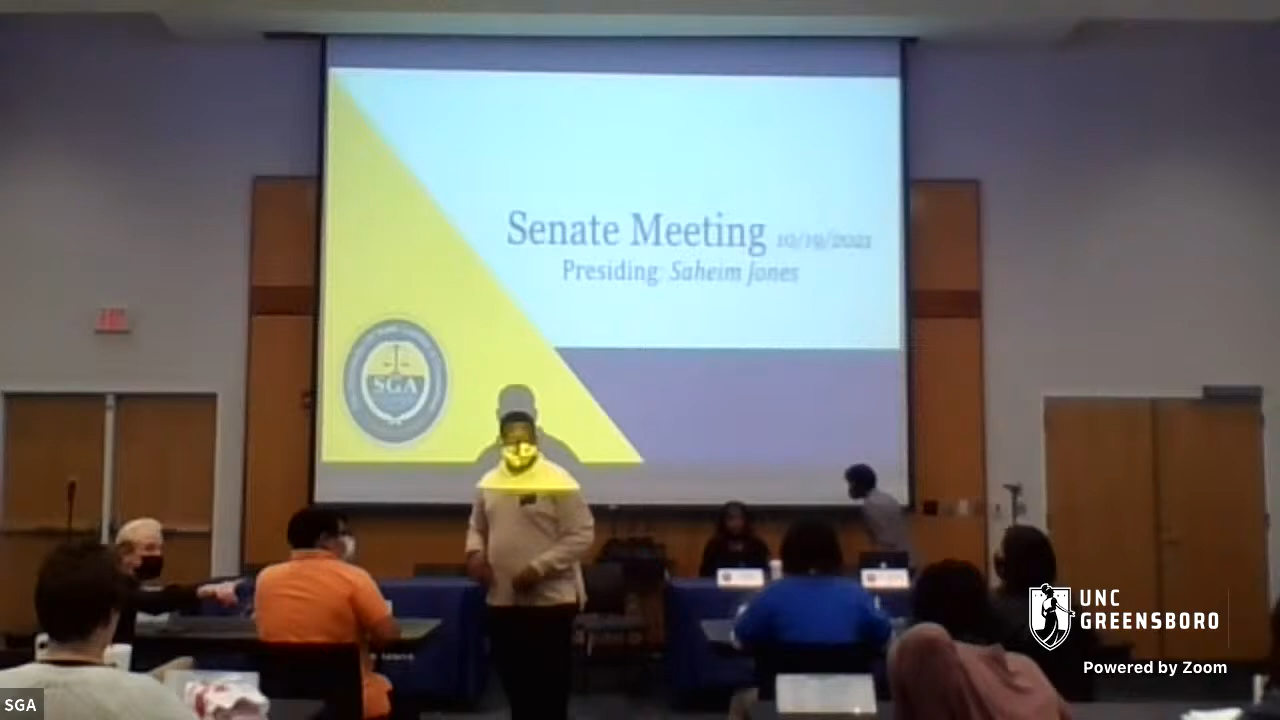 Senate Meeting 10/19/2021
Presiding: Saheim Jones
SGA
UNC
GREENSBORO
Powered by Zoom
SGA